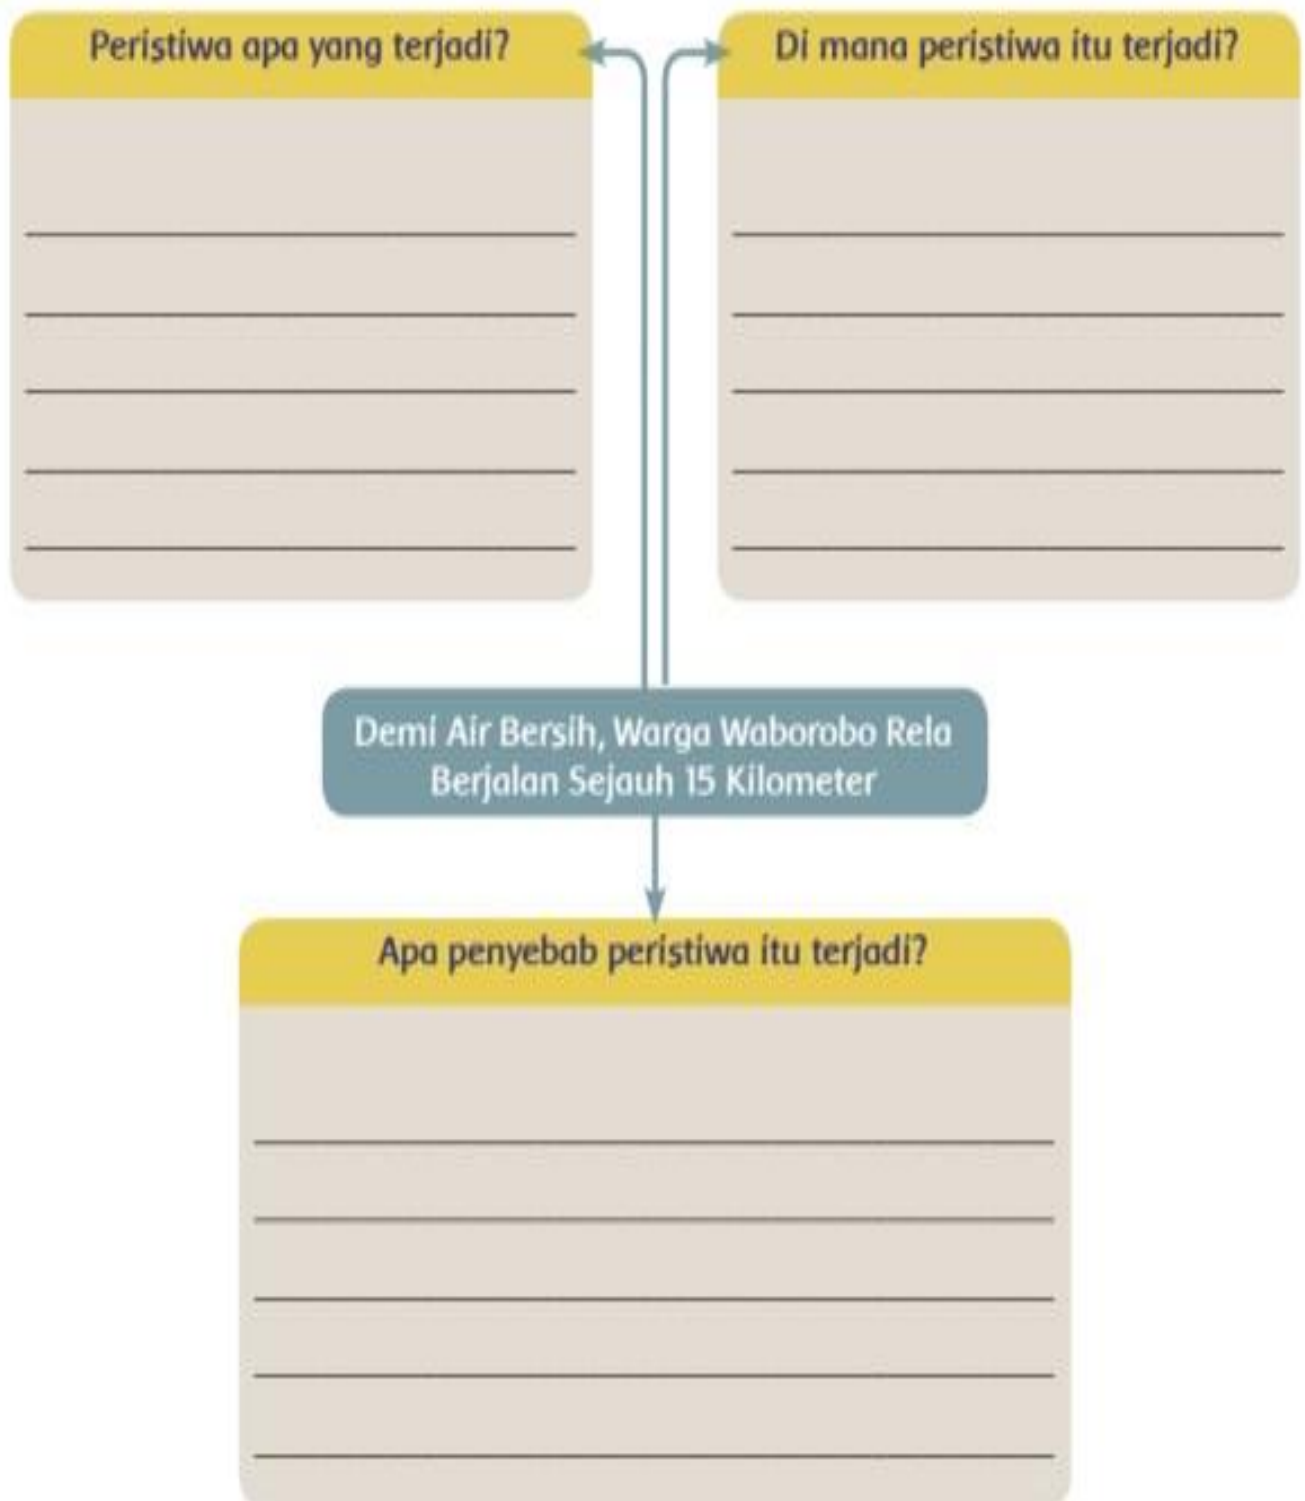 Peristiwa apa yang terjadi?
Di mana peristiwa itu terjadi?
Demi Air Bersih, Warga Waborobo Rela
Berjalan Sejauh 15 Kilometer
Apa penyebab peristiwa itu terjadi?